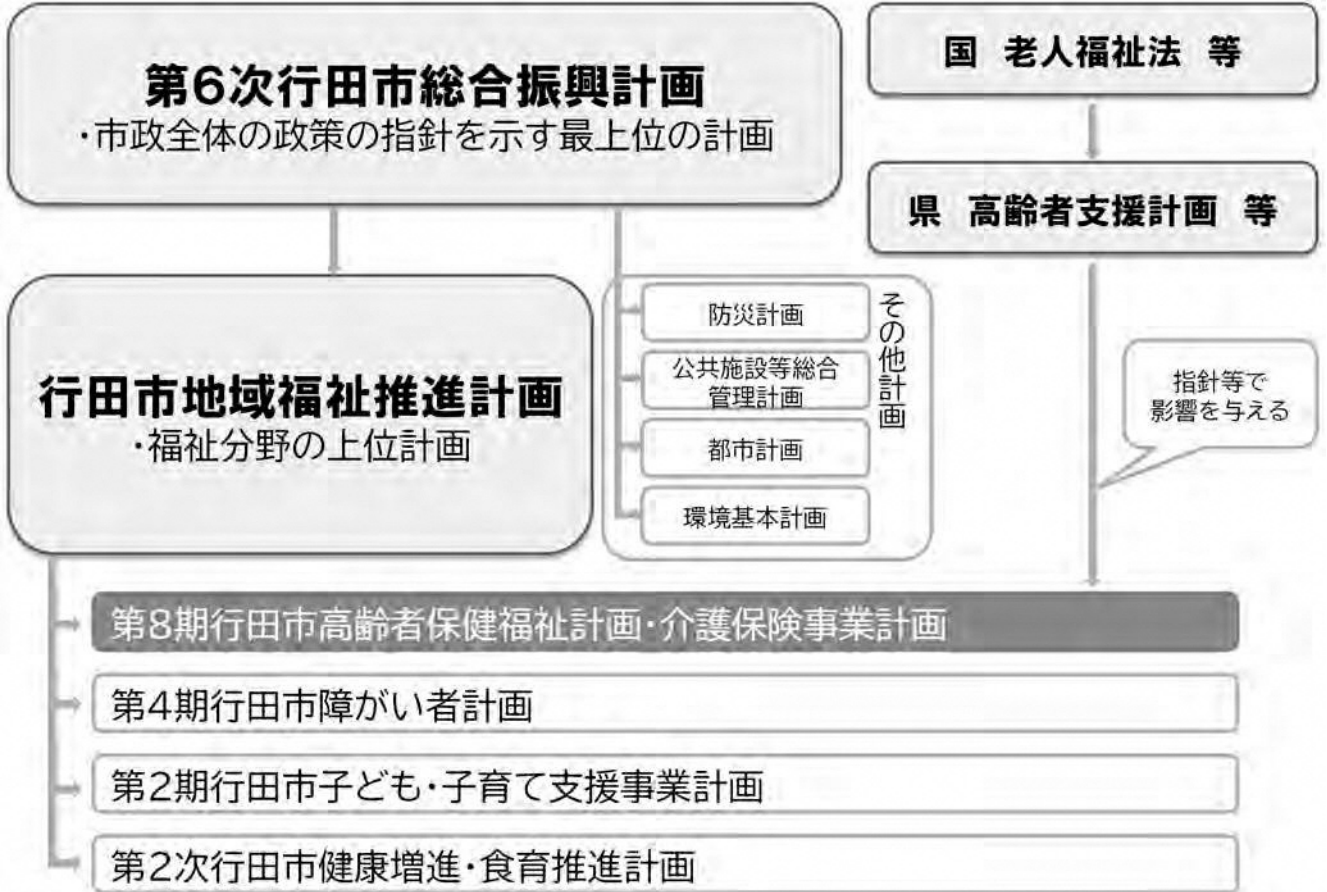 第6次行田市総合振興計画
・市政全体の政策の指針を示す最上位の計画
国 老人福祉法 等
県 高齢者支援計画 等
行田市地域福祉推進計画
・福祉分野の上位計画
その他計画
防災計画
公共施設等総合
管理計画
都市計画
環境基本計画
指針等で
影響を与える
第8期行田市高齢者保健福祉計画・介護保険事業計画
第4期行田市障がい者計画
第2期行田市子ども・子育て支援事業計画
第2次行田市健康増進・食育推進計画